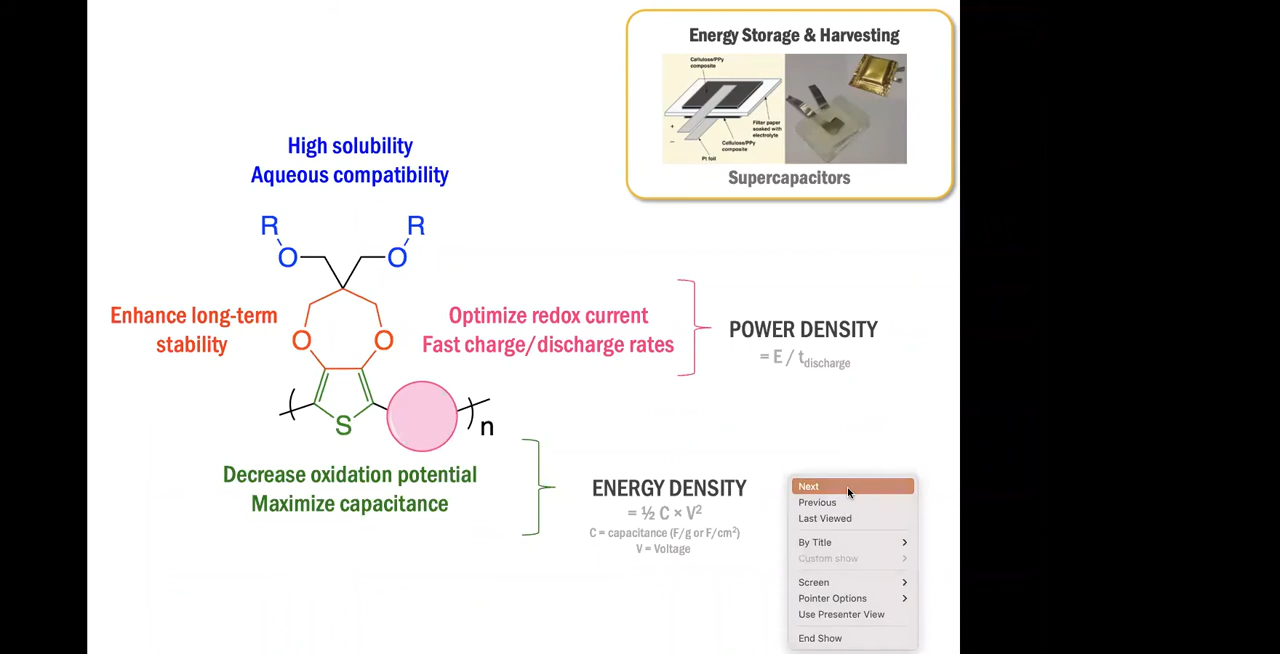 Energy Storage & Harvesting
Cellulose/PPy
composite
Filter paper
soaked with
electrolyte
+
−
Cellulose/PPy
composite
Pt foil
Supercapacitors
High solubility
Aqueous compatibility
R R
O O
Enhance long-term
stability
O O
Optimize redox current
Fast charge/discharge rates
POWER DENSITY
= E / tdischarge
S
( ) n
Decrease oxidation potential
Maximize capacitance
ENERGY DENSITY
= ½ C × V²
C = capacitance (F/g or F/cm²)
V = Voltage
Next
Previous
Last Viewed
By Title
Custom show
Screen
Pointer Options
Use Presenter View
End Show